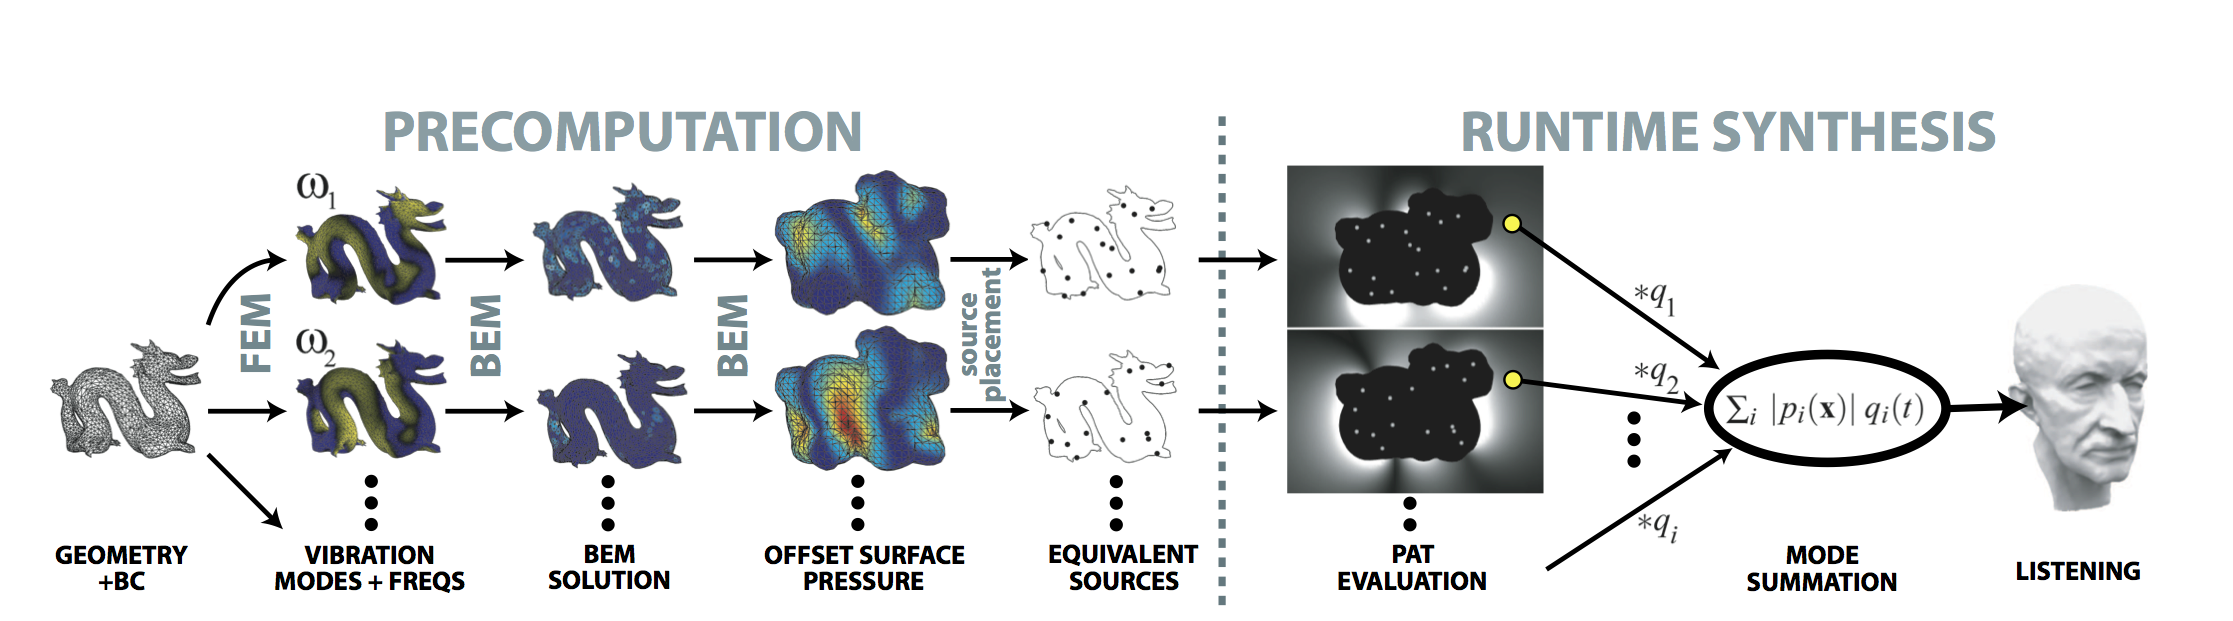 PRECOMPUTATION
RUNTIME SYNTHESIS
ω1
ω2
FEM
BEM
BEM
source
placement
*q1
*q2
*qi
∑i |pi(x)| qi(t)
GEOMETRY
+BC
VIBRATION
MODES + FREQS
BEM
SOLUTION
OFFSET SURFACE
PRESSURE
EQUIVALENT
SOURCES
PAT
EVALUATION
MODE
SUMMATION
LISTENING